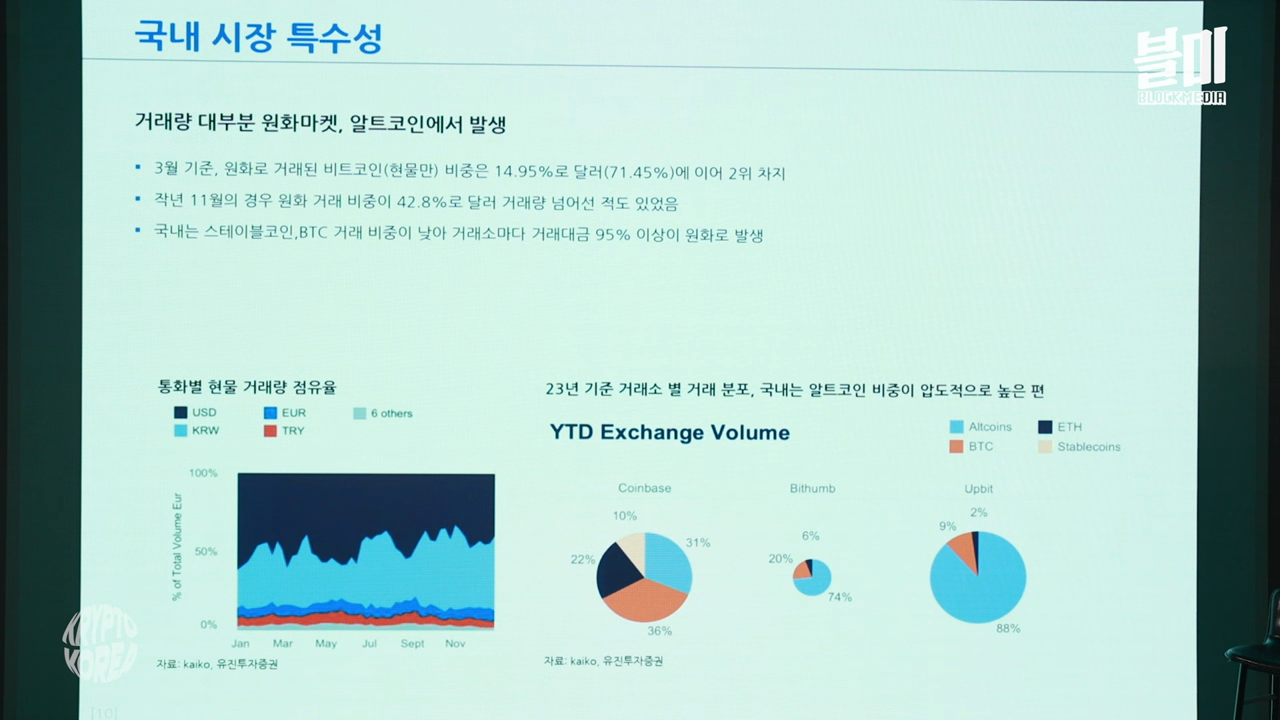 국내 시장 특수성
블미
BLOCKMEDIA
거래량 대부분 원화마켓, 알트코인에서 발생
▪ 3월 기준, 원화로 거래된 비트코인(현물만) 비중은 14.95%로 달러(71.45%)에 이어 2위 차지
▪ 작년 11월의 경우 원화 거래 비중이 42.8%로 달러 거래량 넘어선 적도 있었음
▪ 국내는 스테이블코인,BTC 거래 비중이 낮아 거래소마다 거래대금 95% 이상이 원화로 발생
통화별 현물 거래량 점유율
USD EUR 6 others
KRW TRY
100%
50%
0%
% of Total Volume Eur
Jan Mar May Jul Sept Nov
자료: kaiko, 유진투자증권
23년 기준 거래소 별 거래 분포, 국내는 알트코인 비중이 압도적으로 높은 편
YTD Exchange Volume
Altcoins ETH
BTC Stablecoins
Coinbase
10%
31%
22%
36%
Bithumb
6%
20%
74%
Upbit
2%
9%
88%
자료: kaiko, 유진투자증권
KRYPTO
KOREA
[10]